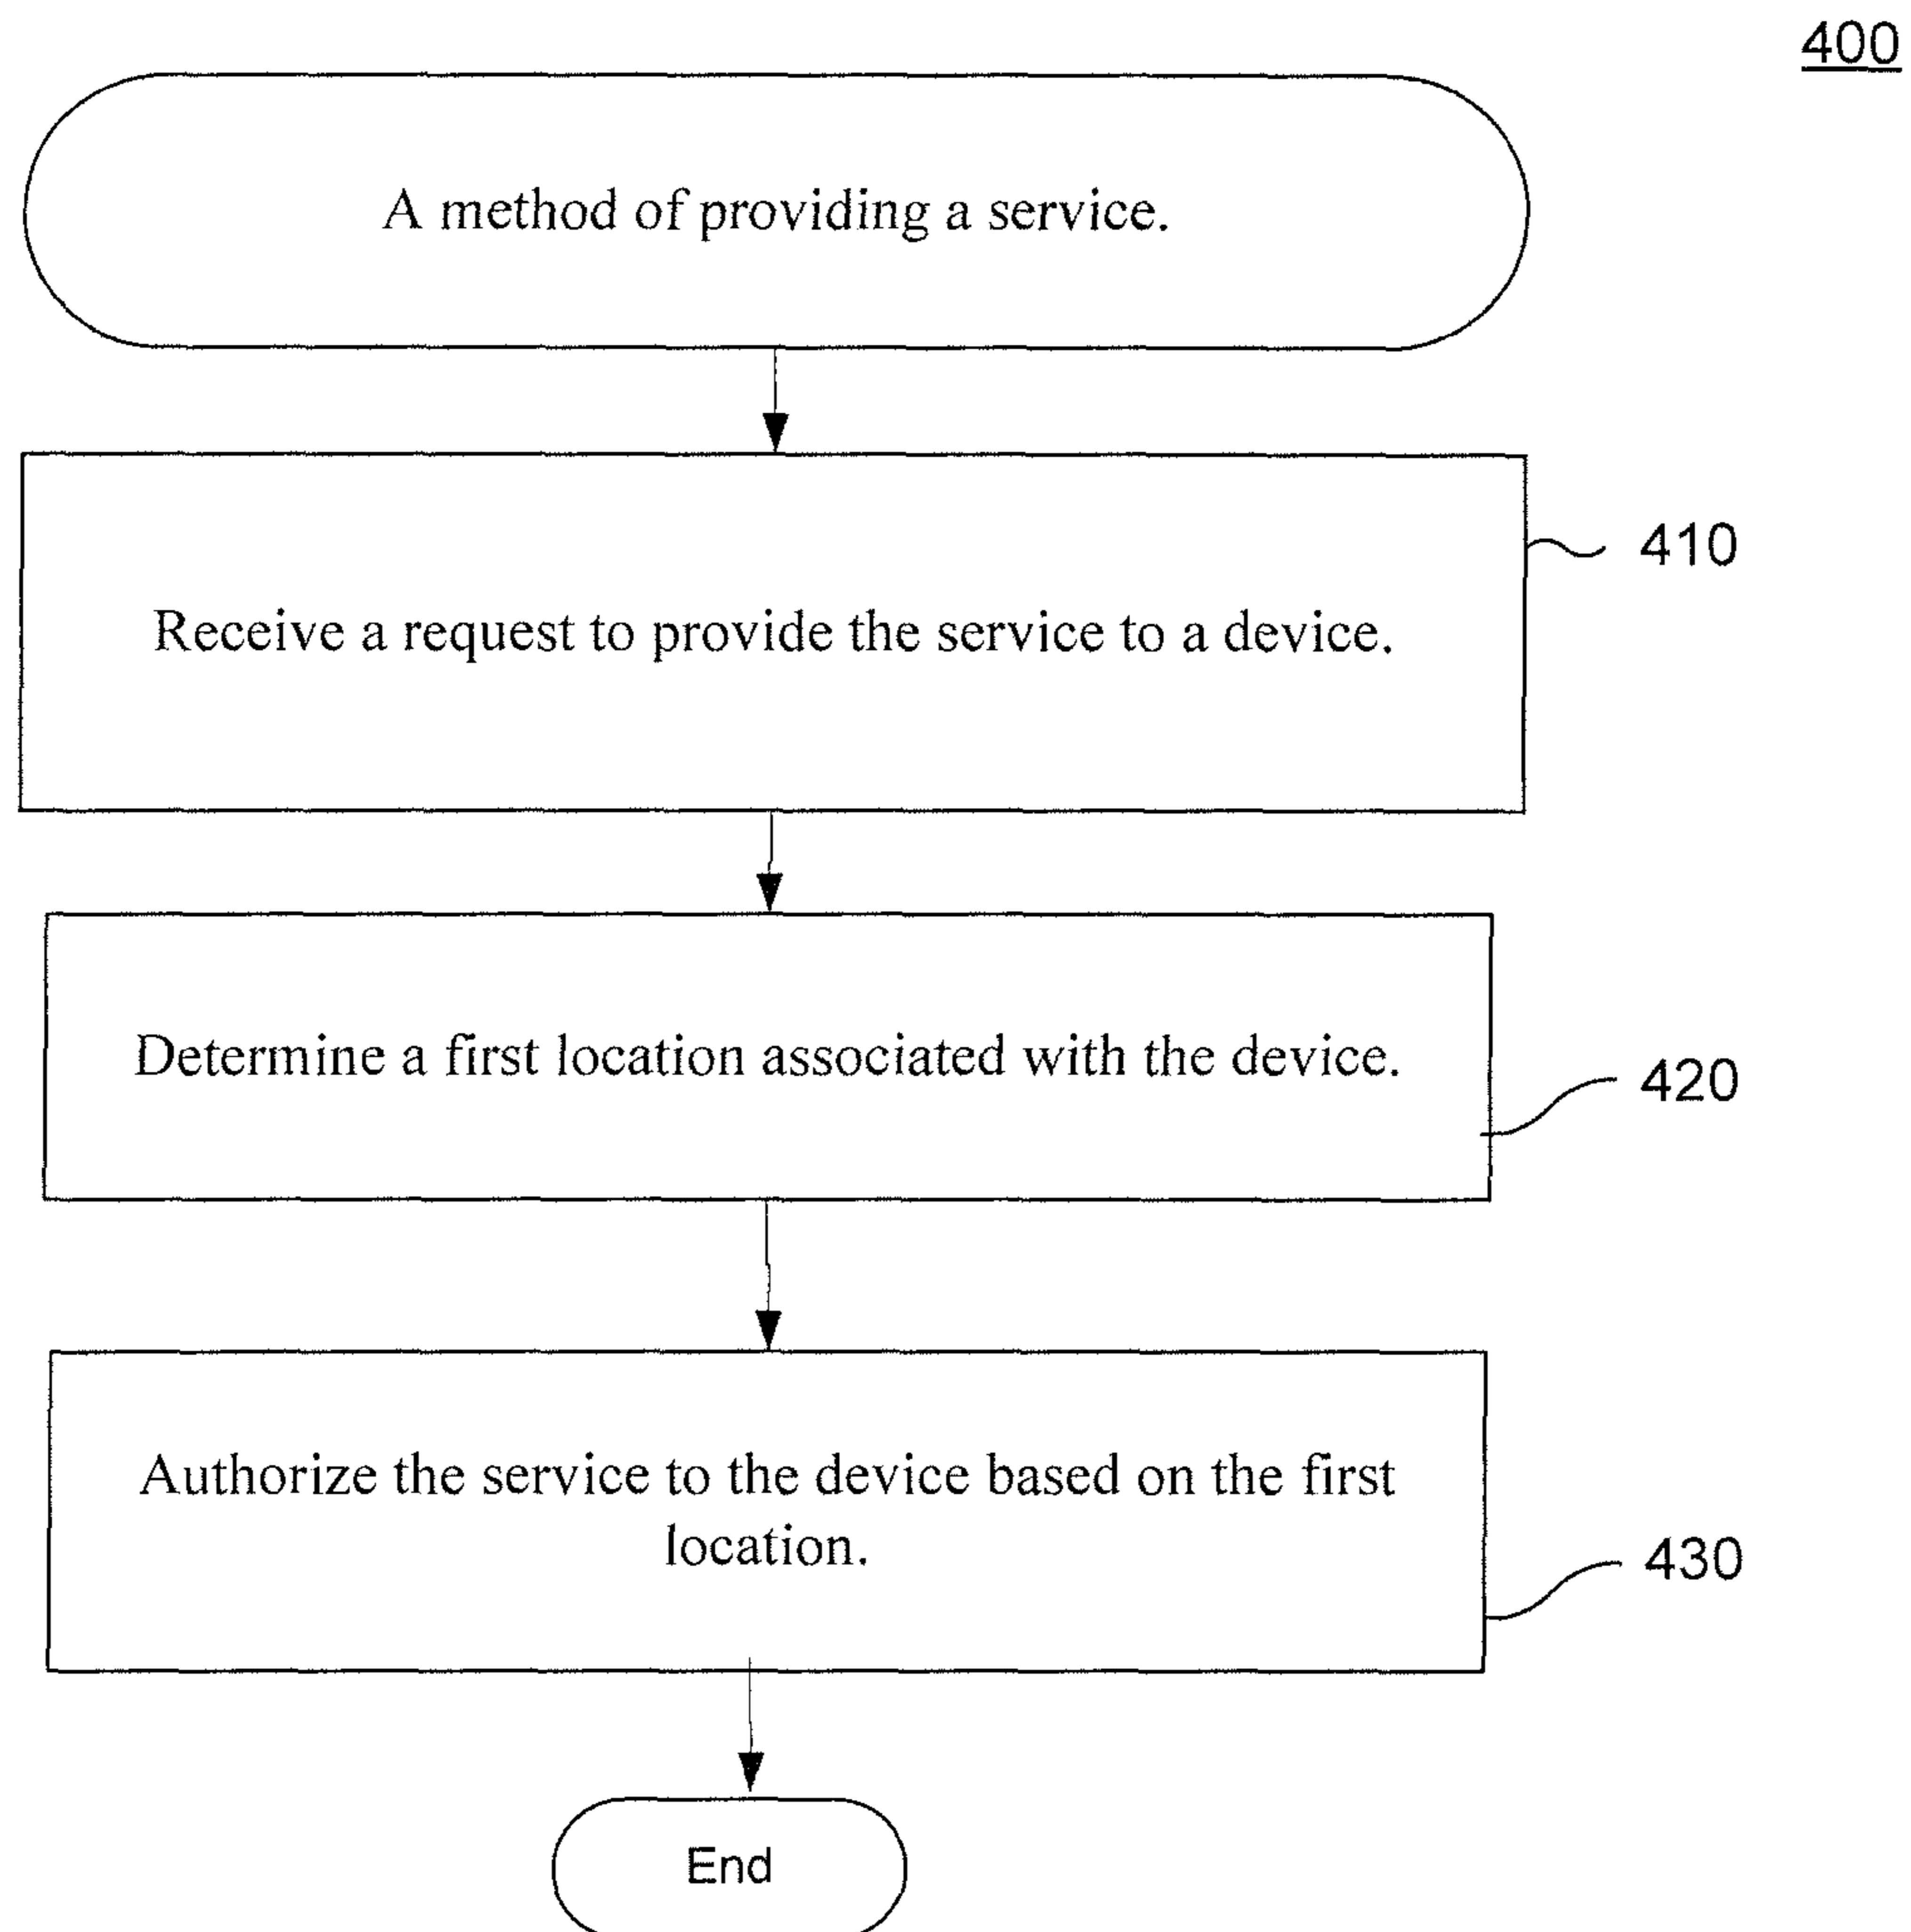 400
A method of providing a service.
Receive a request to provide the service to a device.
410
Determine a first location associated with the device.
420
Authorize the service to the device based on the first
location.
430
End